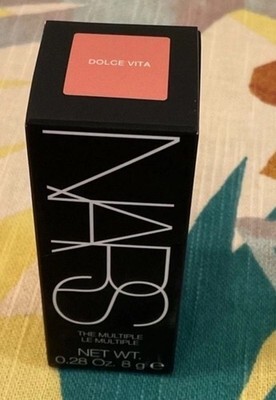 DOLCE VITA
NARS
THE MULTIPLE
LE MULTIPLE
NET WT.
0.28 Oz. 8 g ℮